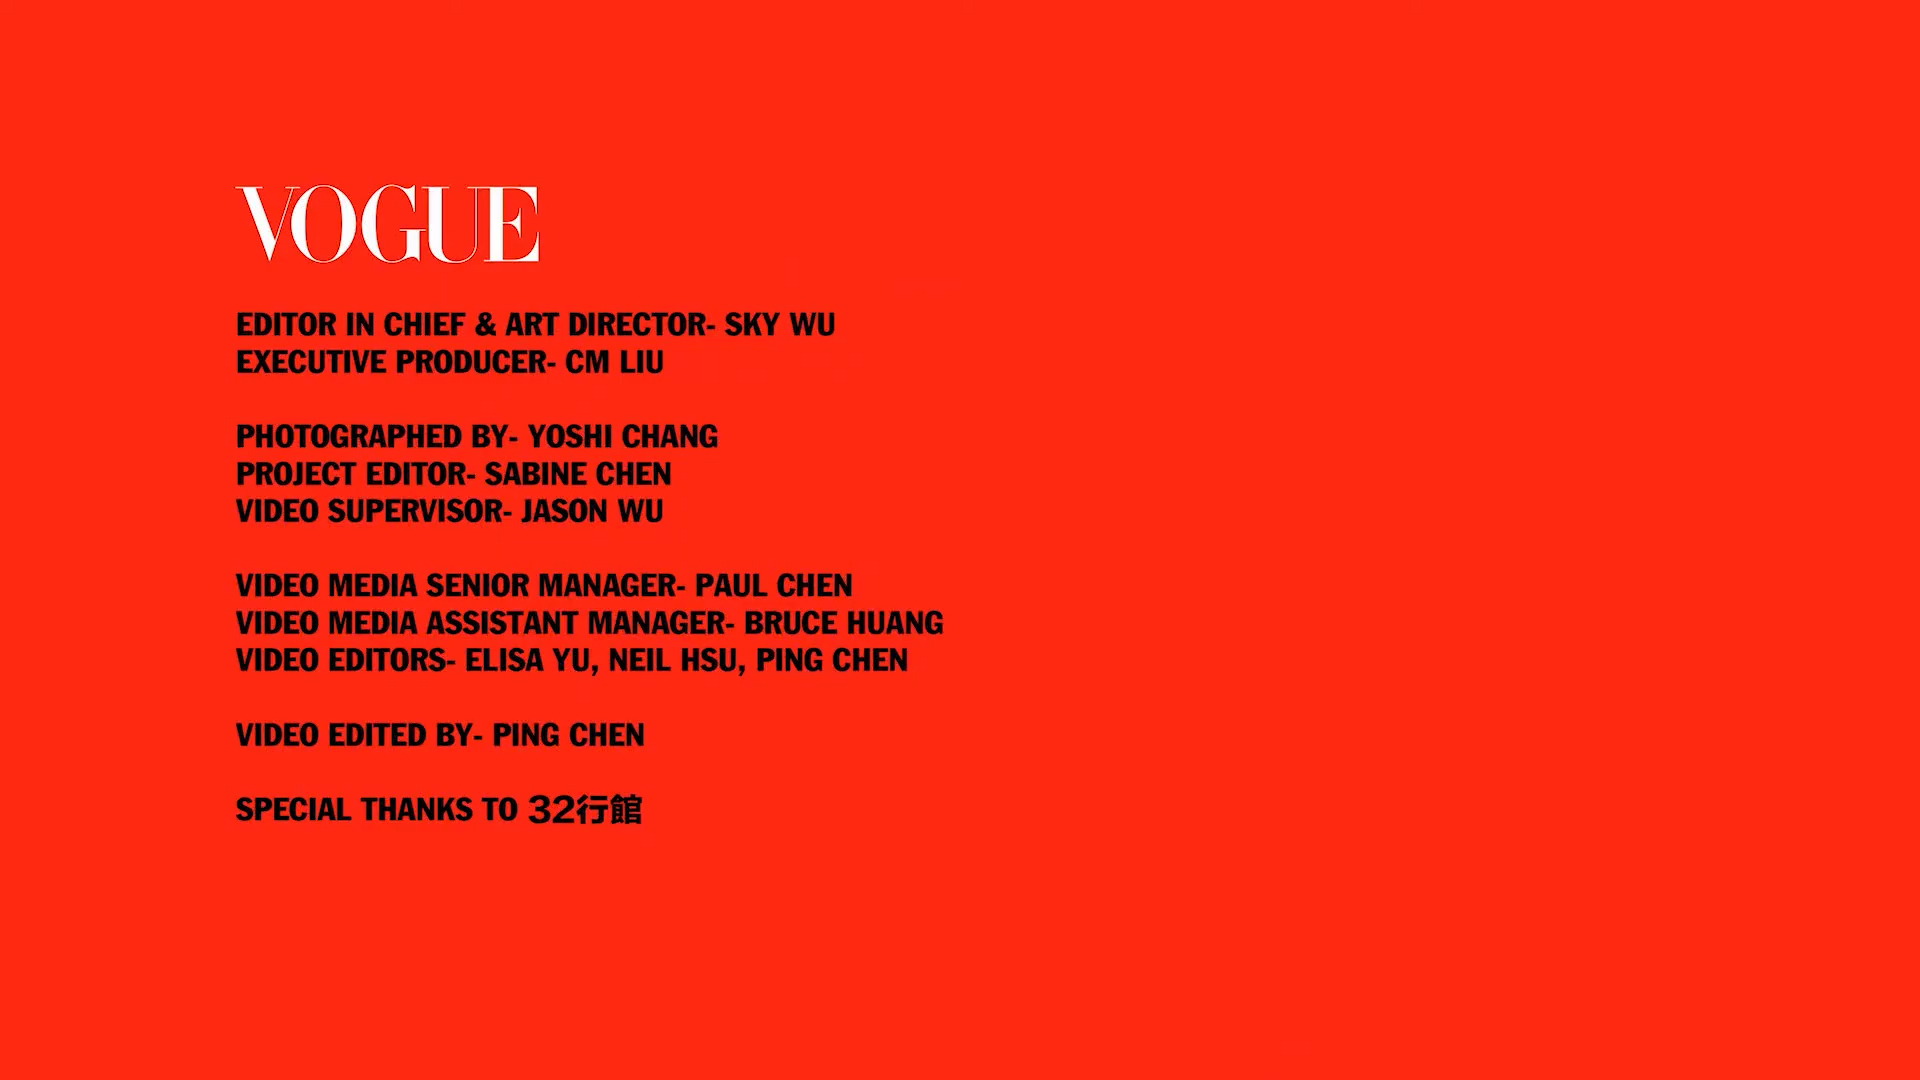 VOGUE
EDITOR IN CHIEF & ART DIRECTOR- SKY WU
EXECUTIVE PRODUCER- CM LIU
PHOTOGRAPHED BY- YOSHI CHANG
PROJECT EDITOR- SABINE CHEN
VIDEO SUPERVISOR- JASON WU
VIDEO MEDIA SENIOR MANAGER- PAUL CHEN
VIDEO MEDIA ASSISTANT MANAGER- BRUCE HUANG
VIDEO EDITORS- ELISA YU, NEIL HSU, PING CHEN
VIDEO EDITED BY- PING CHEN
SPECIAL THANKS TO 32行館